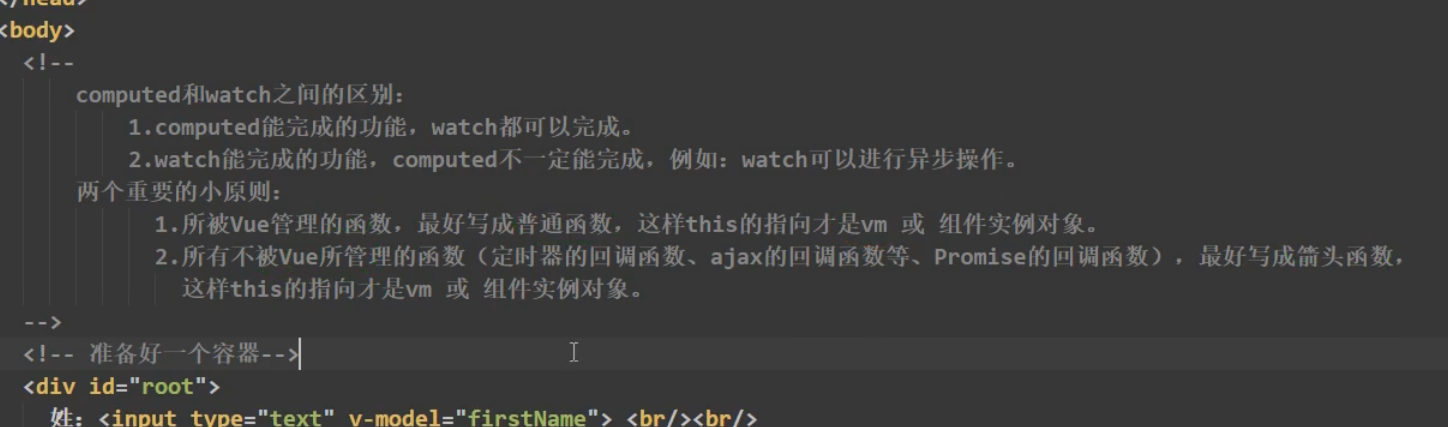 </head>
<body>
<!--
computed和watch之间的区别：
1.computed能完成的功能，watch都可以完成。
2.watch能完成的功能，computed不一定能完成，例如：watch可以进行异步操作。
两个重要的小原则：
1.所被Vue管理的函数，最好写成普通函数，这样this的指向才是vm 或 组件实例对象。
2.所有不被Vue所管理的函数（定时器的回调函数、ajax的回调函数等、Promise的回调函数），最好写成箭头函数，
这样this的指向才是vm 或 组件实例对象。
-->
<!-- 准备好一个容器-->
<div id="root">
姓：<input type="text" v-model="firstName"> <br/><br/>